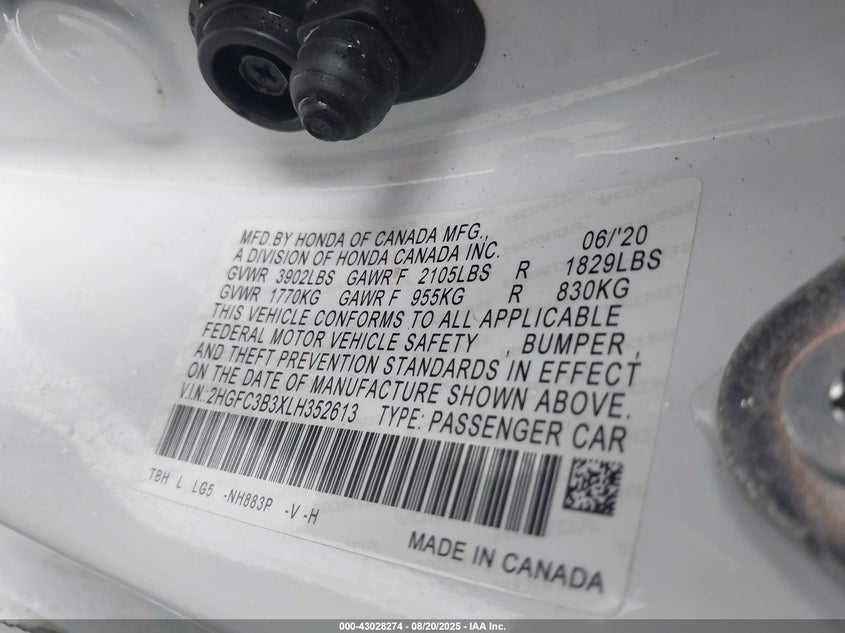 MFD.BY HONDA OF CANADA MFG., 06/'20
A DIVISION OF HONDA CANADA INC.
GVWR 3902LBS GAWR F 2105LBS R 1829LBS
GVWR 1770KG GAWR F 955KG R 830KG
THIS VEHICLE CONFORMS TO ALL APPLICABLE
FEDERAL MOTOR VEHICLE SAFETY , BUMPER ,
AND THEFT PREVENTION STANDARDS IN EFFECT
ON THE DATE OF MANUFACTURE SHOWN ABOVE.
V.I.N:2HGFC3B3XLH352613 TYPE: PASSENGER CAR
TBH L LG5 -NH883P -V -H
MADE IN CANADA
000-43028274 — 08/20/2025 — IAA Inc.